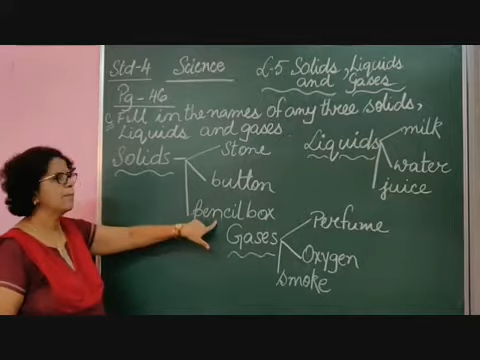 Std-4 Science L-5 Solids, Liquids
and Gases
Pg-46
C Fill in the names of any three solids,
Liquids and gases.
Solids
Stone
button
pencil box
Liquids
milk
water
juice
Gases
Perfume
Oxygen
smoke